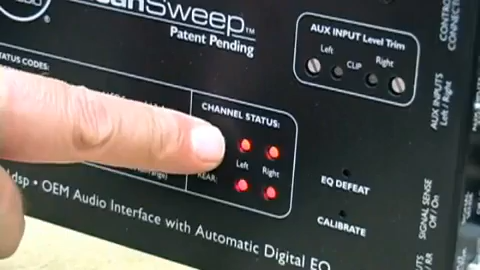 Sweep™
Patent Pending
AUX INPUT Level Trim
Left
Right
CLIP
STATUS CODES:
CHANNEL STATUS:
Left
Right
REAR:
EQ DEFEAT
CALIBRATE
dsp • OEM Audio Interface with Automatic Digital EQ
AUX INPUTS
Left / Right
SIGNAL SENSE
Off / On